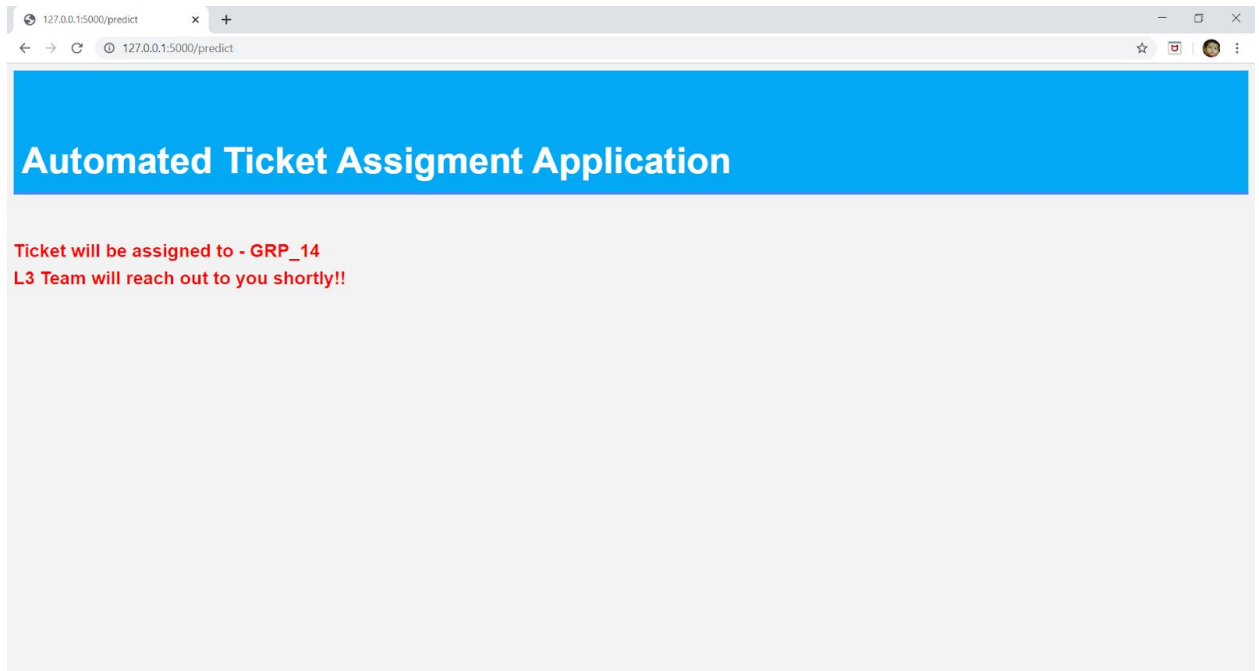 127.0.0.1:5000/predict
127.0.0.1:5000/predict
Automated Ticket Assigment Application
Ticket will be assigned to - GRP_14
L3 Team will reach out to you shortly!!